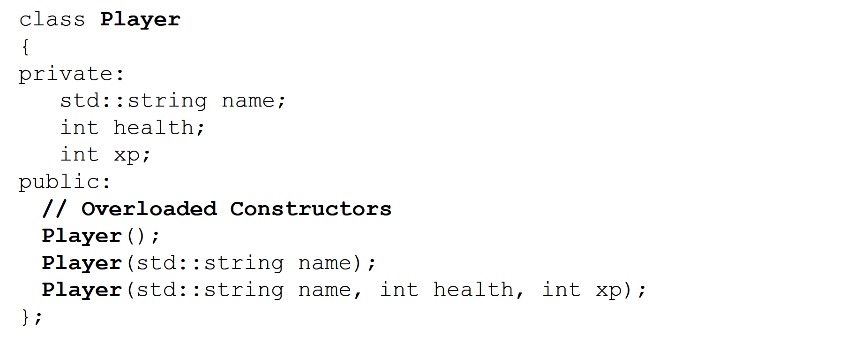 class Player
{
private:
   std::string name;
   int health;
   int xp;
public:
  // Overloaded Constructors
  Player();
  Player(std::string name);
  Player(std::string name, int health, int xp);
};